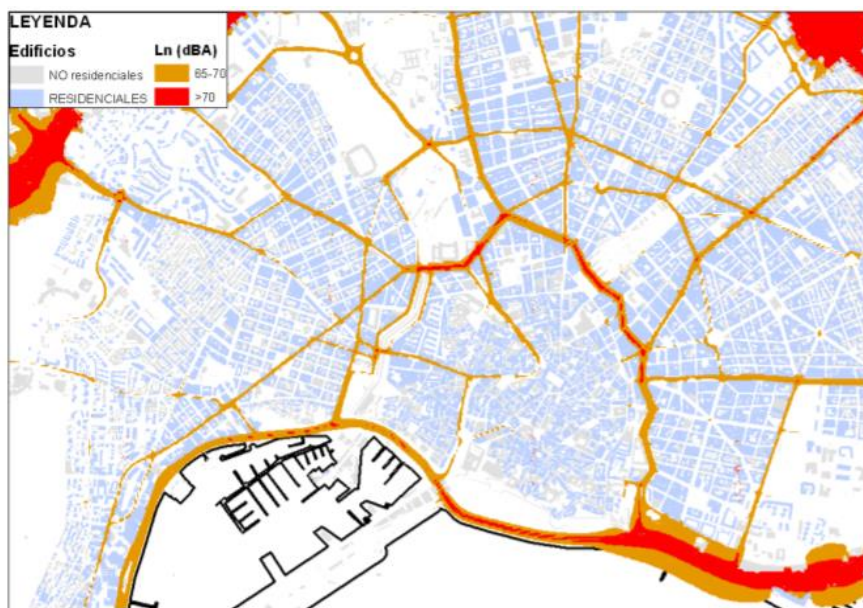 LEYENDA
Edificios Ln (dBA)
NO residenciales 65-70
RESIDENCIALES >70